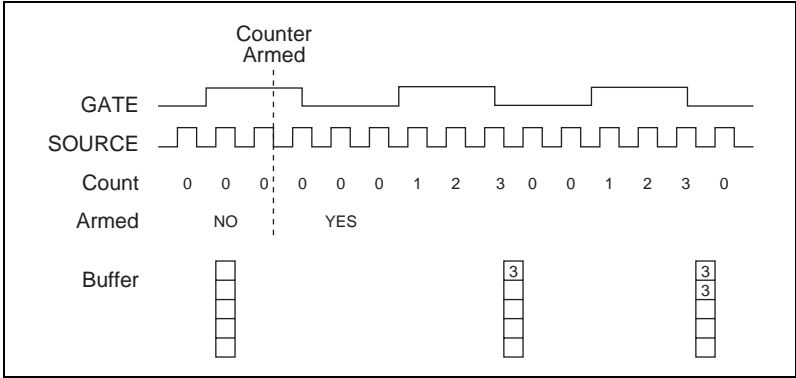 Counter
Armed
GATE
SOURCE
Count 0 0 0 0 0 0 1 2 3 0 0 1 2 3 0
Armed NO YES
Buffer 3 3
3